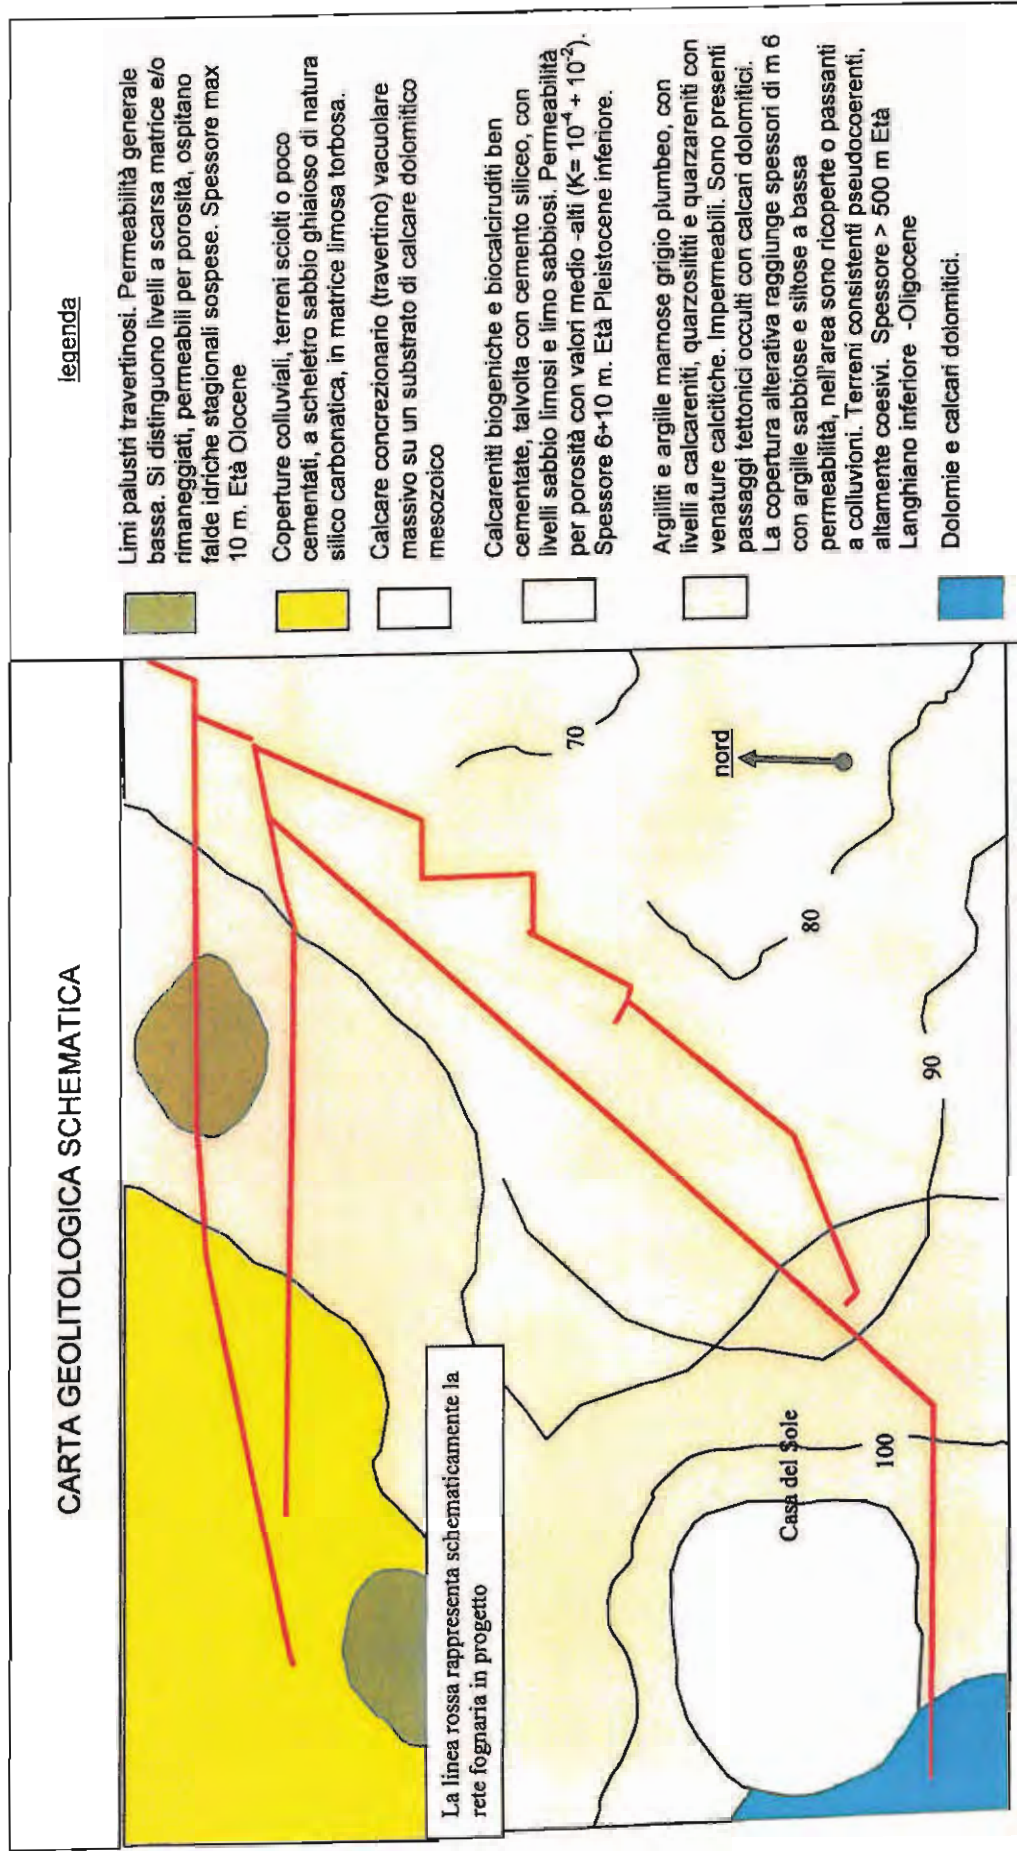 CARTA GEOLITOLOGICA SCHEMATICA
La linea rossa rappresenta schematicamente la
rete fognaria in progetto
Casa del Sole
100
90
80
70
nord
legenda
Limi palustri travertinosi. Permeabilità generale
bassa. Si distinguono livelli a scarsa matrice e/o
rimaneggiati, permeabili per porosità, ospitano
falde idriche stagionali sospese. Spessore max
10 m. Età Olocene
Coperture colluviali, terreni sciolti o poco
cementati, a scheletro sabbio ghiaioso di natura
silico carbonatica, in matrice limosa torbosa.
Calcare concrezionario (travertino) vacuolare
massivo su un substrato di calcare dolomitico
mesozoico
Calcareniti biogeniche e biocalciruditi ben
cementate, talvolta con cemento siliceo, con
livelli sabbio limosi e limo sabbiosi. Permeabilità
per porosità con valori medio -alti (K= 10⁻⁴ + 10⁻²).
Spessore 6+10 m. Età Pleistocene inferiore.
Argilliti e argille marnose grigio plumbeo, con
livelli a calcareniti, quarzosiltiti e quarzareniti con
venature calcitiche. Impermeabili. Sono presenti
passaggi tettonici occulti con calcari dolomitici.
La copertura alterativa raggiunge spessori di m 6
con argille sabbiose e siltose a bassa
permeabilità, nell'area sono ricoperte o passanti
a colluvioni. Terreni consistenti pseudocoerenti,
altamente coesivi. Spessore > 500 m Età
Langhiano inferiore -Oligocene
Dolomie e calcari dolomitici.